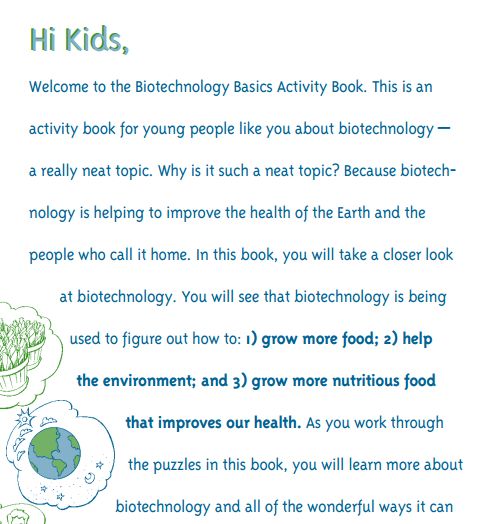 Hi Kids,
Welcome to the Biotechnology Basics Activity Book. This is an
activity book for young people like you about biotechnology —
a really neat topic. Why is it such a neat topic? Because biotech-
nology is helping to improve the health of the Earth and the
people who call it home. In this book, you will take a closer look
at biotechnology. You will see that biotechnology is being
used to figure out how to: 1) grow more food; 2) help
the environment; and 3) grow more nutritious food
that improves our health. As you work through
the puzzles in this book, you will learn more about
biotechnology and all of the wonderful ways it can